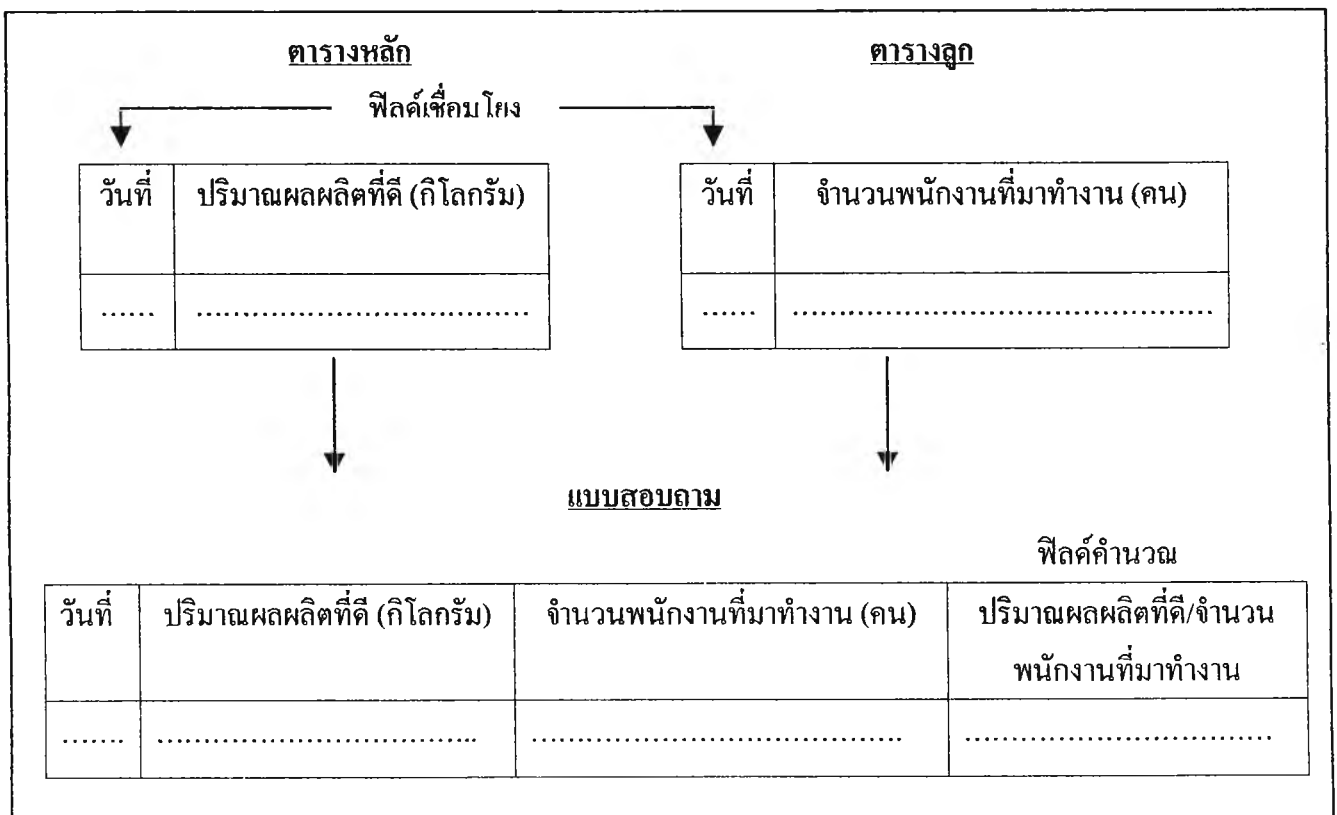 ตารางหลัก
ตารางลูก
ฟีลค์เชื่อมโยง
วันที่ ปริมาณผลผลิตที่ดี (กิโลกรัม)
...... ....................................
วันที่ จำนวนพนักงานที่มาทำงาน (คน)
...... .............................................
แบบสอบถาม
ฟีลค์คำนวณ
วันที่ ปริมาณผลผลิตที่ดี (กิโลกรัม) จำนวนพนักงานที่มาทำงาน (คน) ปริมาณผลผลิตที่ดี/จำนวน
พนักงานที่มาทำงาน
....... .................................. ....................................... .................................